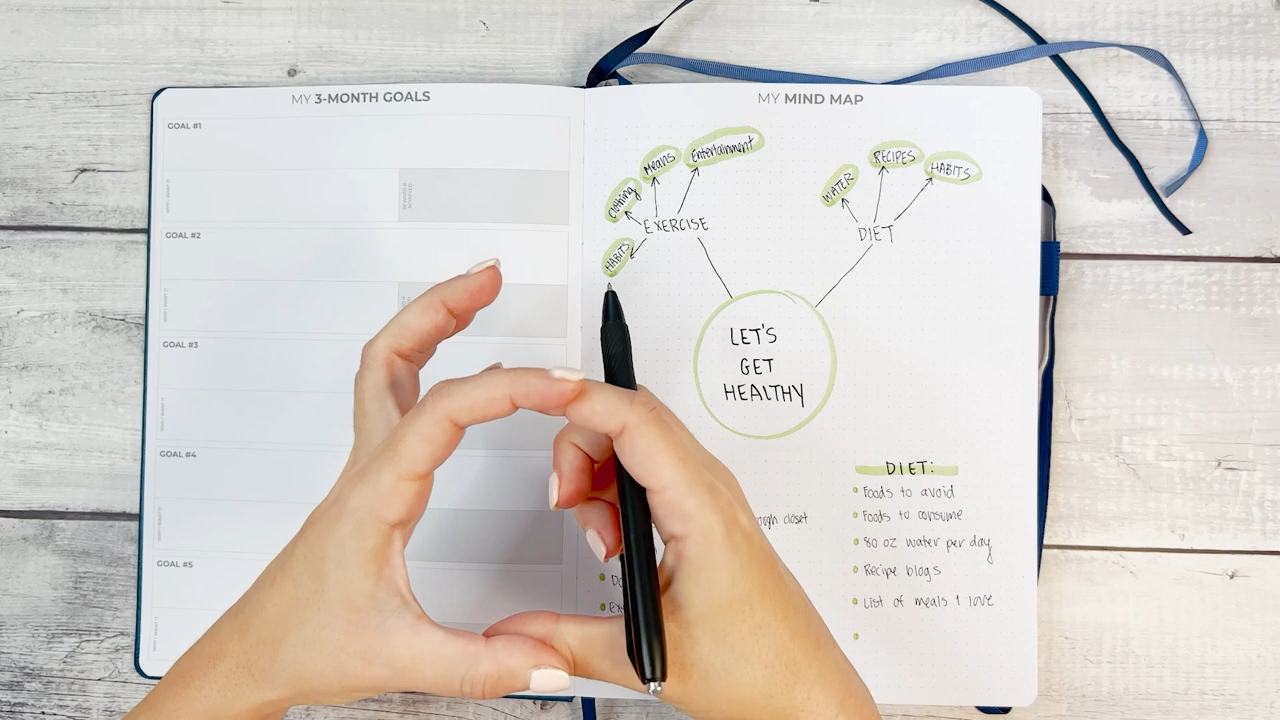 MY 3-MONTH GOALS
GOAL #1
GOAL #2
GOAL #3
GOAL #4
GOAL #5
MY MIND MAP
Clothing
Means
Entertainment
HABITS
EXERCISE
WATER
RECIPES
HABITS
DIET
LET'S
GET
HEALTHY
closet
DIET:
Foods to avoid
Foods to consume
80 oz water per day
Recipe blogs
List of meals I love